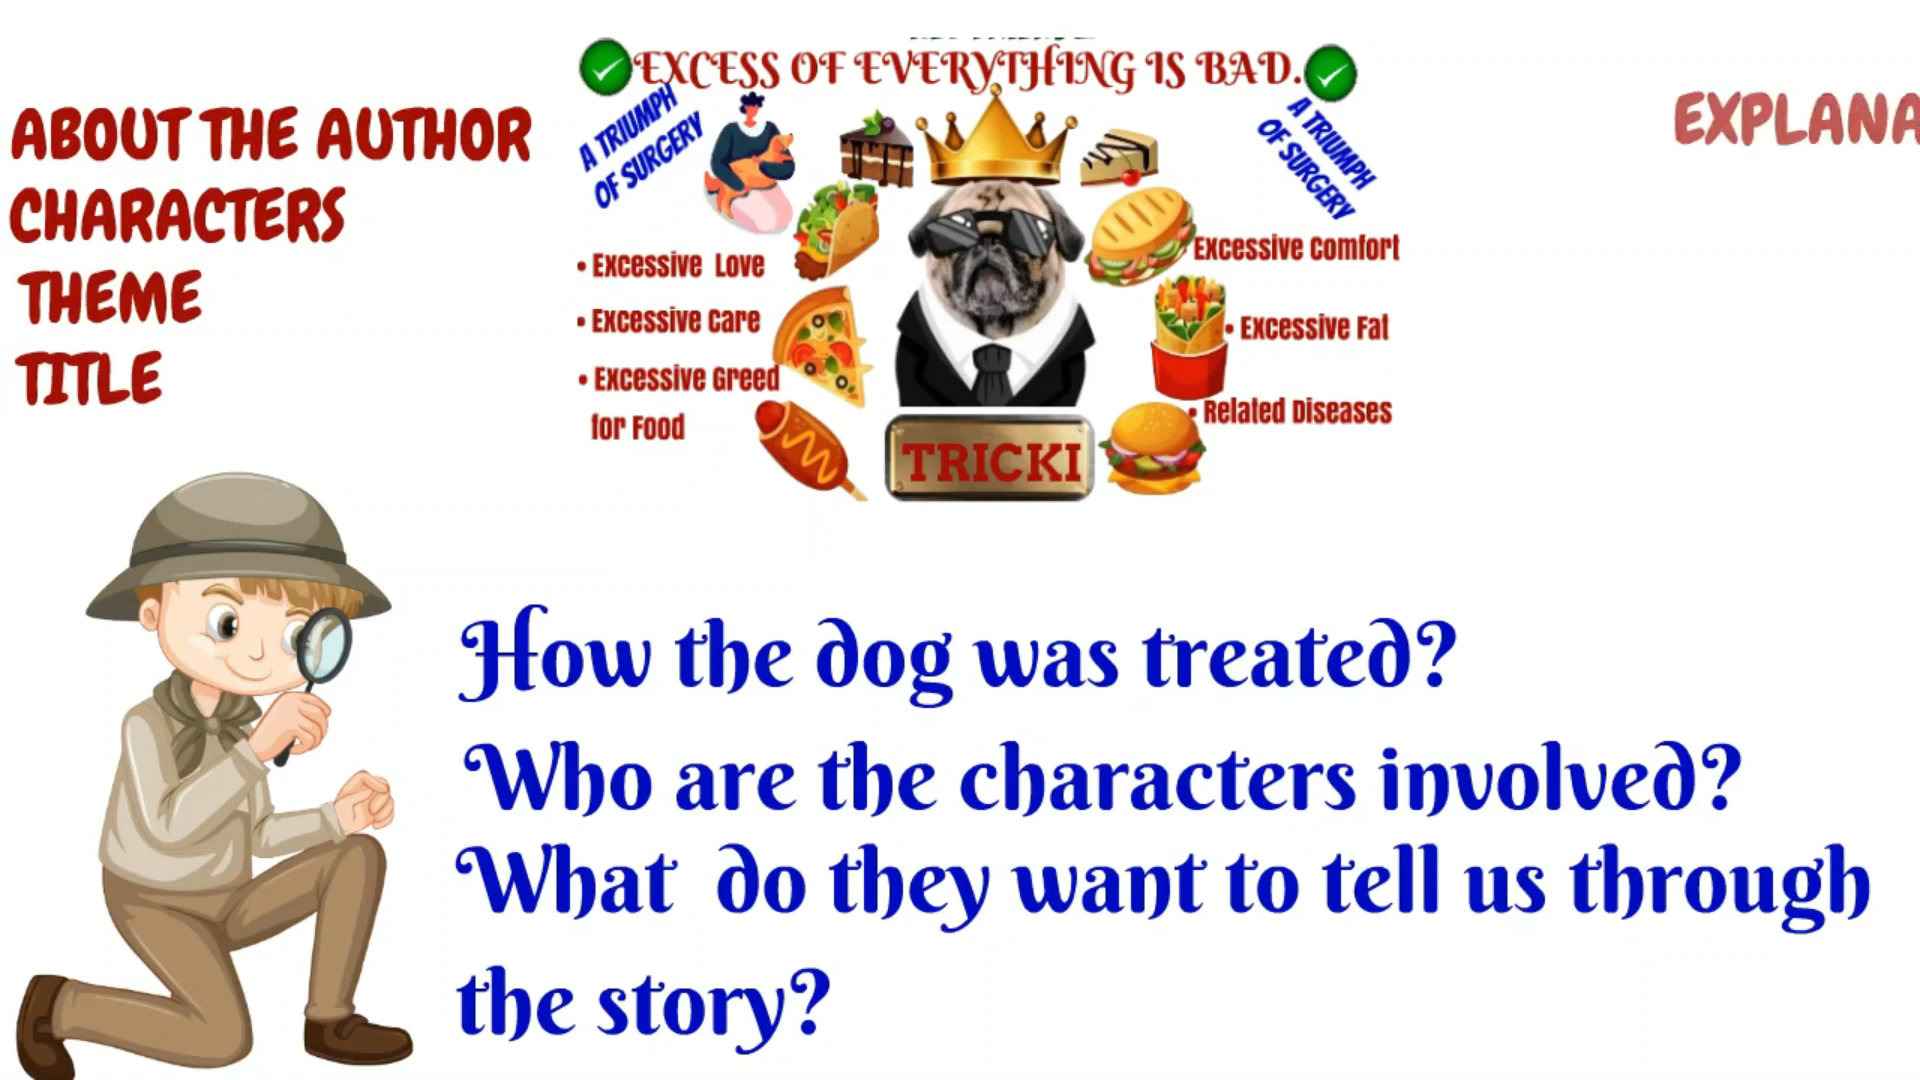 EXCESS OF EVERYTHING IS BAD.
ABOUT THE AUTHOR
CHARACTERS
THEME
TITLE
A TRIUMPH
OF SURGERY
A TRIUMPH
OF SURGERY
EXPLANA
• Excessive Love
• Excessive Care
• Excessive Greed
for Food
Excessive Comfort
• Excessive Fat
• Related Diseases
TRICKI
How the dog was treated?
Who are the characters involved?
What do they want to tell us through
the story?